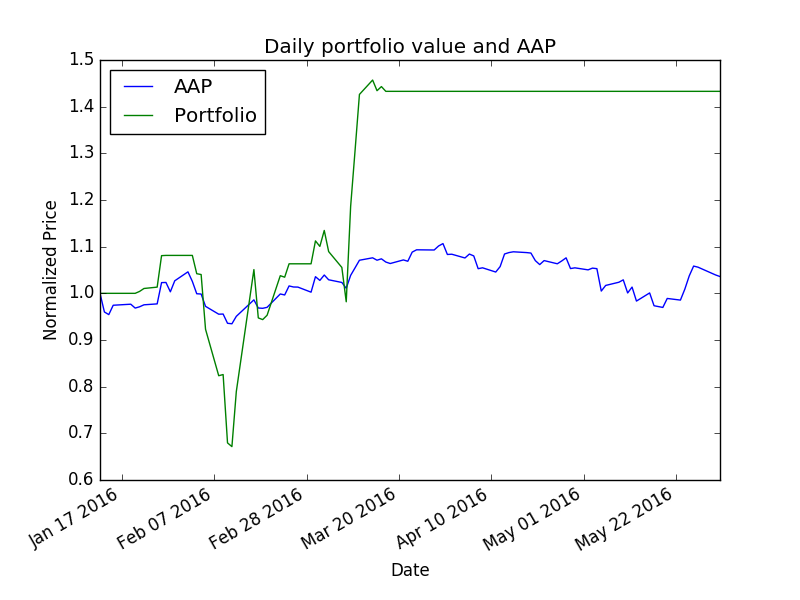 Daily portfolio value and AAP
AAP
Portfolio
1.5
1.4
1.3
1.2
1.1
1.0
0.9
0.8
0.7
0.6
Normalized Price
Jan 17 2016
Feb 07 2016
Feb 28 2016
Mar 20 2016
Apr 10 2016
May 01 2016
May 22 2016
Date